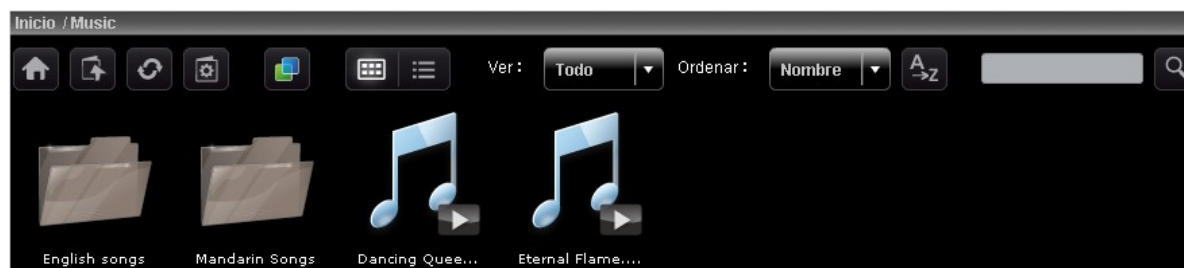 Inicio / Music
Ver: Todo Ordenar: Nombre A→Z
English songs Mandarin Songs Dancing Quee... Eternal Flame....